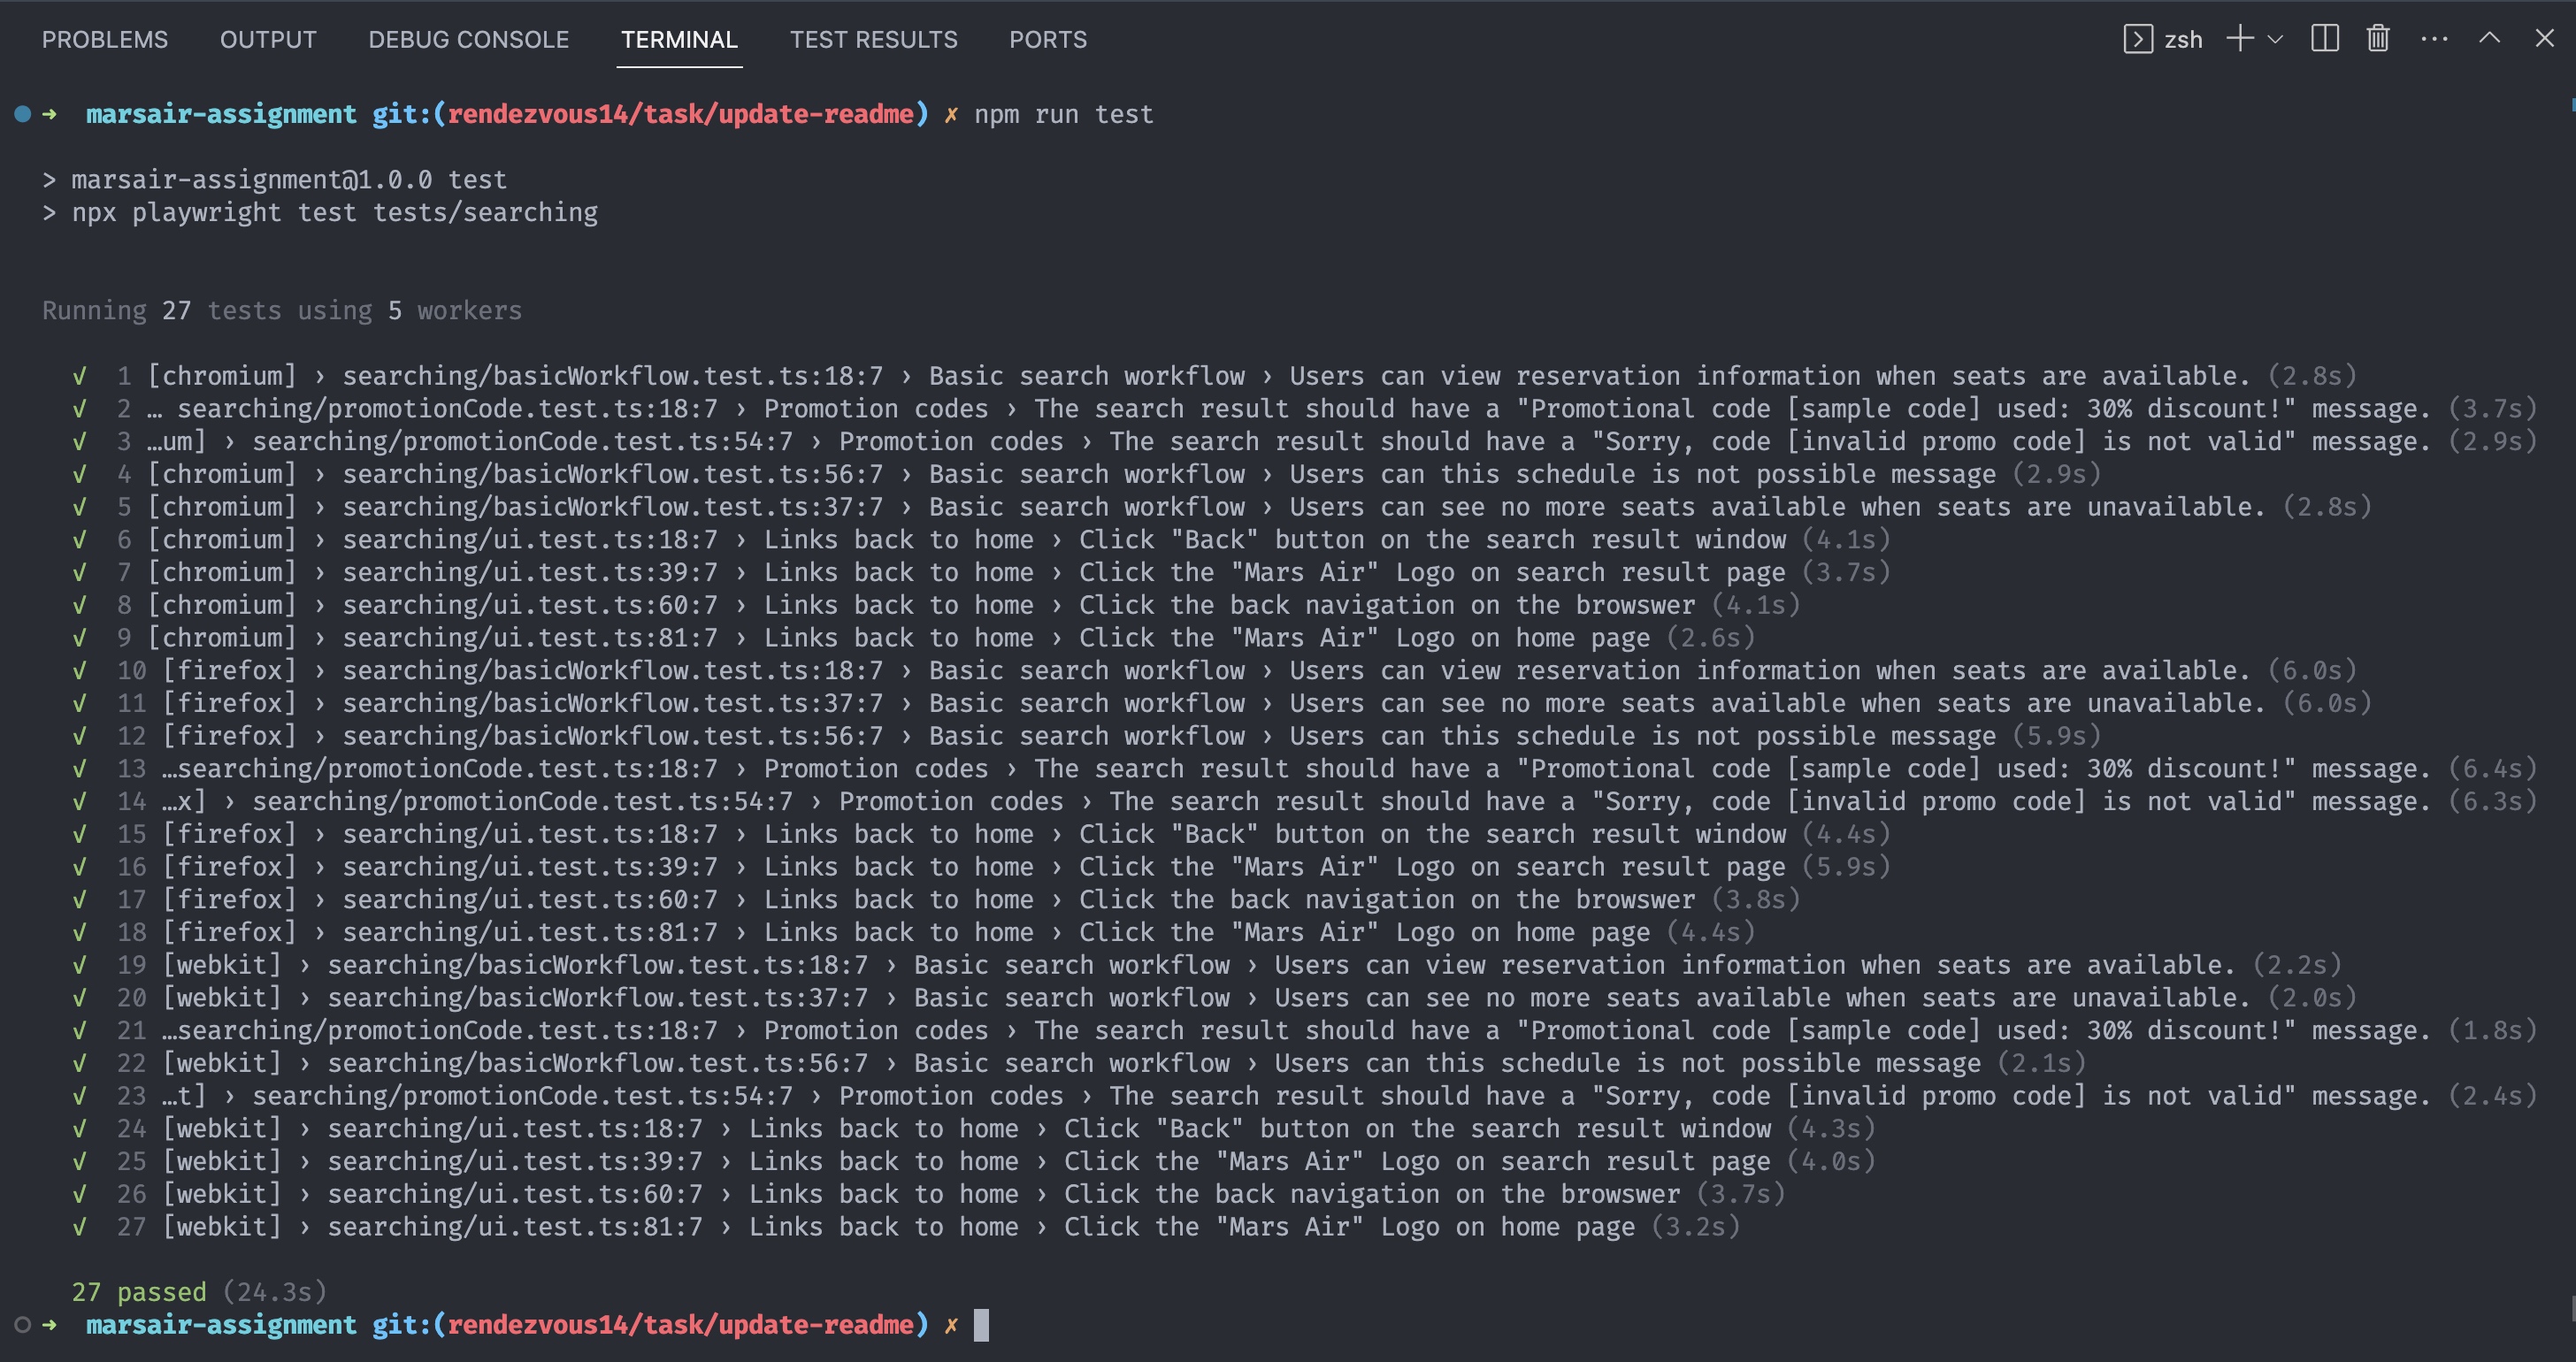 PROBLEMS OUTPUT DEBUG CONSOLE TERMINAL TEST RESULTS PORTS zsh
➜ marsair-assignment git:(rendezvous14/task/update-readme) ✗ npm run test
> marsair-assignment@1.0.0 test
> npx playwright test tests/searching
Running 27 tests using 5 workers
✓ 1 [chromium] › searching/basicWorkflow.test.ts:18:7 › Basic search workflow › Users can view reservation information when seats are available. (2.8s)
✓ 2 … searching/promotionCode.test.ts:18:7 › Promotion codes › The search result should have a "Promotional code [sample code] used: 30% discount!" message. (3.7s)
✓ 3 …um] › searching/promotionCode.test.ts:54:7 › Promotion codes › The search result should have a "Sorry, code [invalid promo code] is not valid" message. (2.9s)
✓ 4 [chromium] › searching/basicWorkflow.test.ts:56:7 › Basic search workflow › Users can this schedule is not possible message (2.9s)
✓ 5 [chromium] › searching/basicWorkflow.test.ts:37:7 › Basic search workflow › Users can see no more seats available when seats are unavailable. (2.8s)
✓ 6 [chromium] › searching/ui.test.ts:18:7 › Links back to home › Click "Back" button on the search result window (4.1s)
✓ 7 [chromium] › searching/ui.test.ts:39:7 › Links back to home › Click the "Mars Air" Logo on search result page (3.7s)
✓ 8 [chromium] › searching/ui.test.ts:60:7 › Links back to home › Click the back navigation on the browswer (4.1s)
✓ 9 [chromium] › searching/ui.test.ts:81:7 › Links back to home › Click the "Mars Air" Logo on home page (2.6s)
✓ 10 [firefox] › searching/basicWorkflow.test.ts:18:7 › Basic search workflow › Users can view reservation information when seats are available. (6.0s)
✓ 11 [firefox] › searching/basicWorkflow.test.ts:37:7 › Basic search workflow › Users can see no more seats available when seats are unavailable. (6.0s)
✓ 12 [firefox] › searching/basicWorkflow.test.ts:56:7 › Basic search workflow › Users can this schedule is not possible message (5.9s)
✓ 13 …searching/promotionCode.test.ts:18:7 › Promotion codes › The search result should have a "Promotional code [sample code] used: 30% discount!" message. (6.4s)
✓ 14 …x] › searching/promotionCode.test.ts:54:7 › Promotion codes › The search result should have a "Sorry, code [invalid promo code] is not valid" message. (6.3s)
✓ 15 [firefox] › searching/ui.test.ts:18:7 › Links back to home › Click "Back" button on the search result window (4.4s)
✓ 16 [firefox] › searching/ui.test.ts:39:7 › Links back to home › Click the "Mars Air" Logo on search result page (5.9s)
✓ 17 [firefox] › searching/ui.test.ts:60:7 › Links back to home › Click the back navigation on the browswer (3.8s)
✓ 18 [firefox] › searching/ui.test.ts:81:7 › Links back to home › Click the "Mars Air" Logo on home page (4.4s)
✓ 19 [webkit] › searching/basicWorkflow.test.ts:18:7 › Basic search workflow › Users can view reservation information when seats are available. (2.2s)
✓ 20 [webkit] › searching/basicWorkflow.test.ts:37:7 › Basic search workflow › Users can see no more seats available when seats are unavailable. (2.0s)
✓ 21 …searching/promotionCode.test.ts:18:7 › Promotion codes › The search result should have a "Promotional code [sample code] used: 30% discount!" message. (1.8s)
✓ 22 [webkit] › searching/basicWorkflow.test.ts:56:7 › Basic search workflow › Users can this schedule is not possible message (2.1s)
✓ 23 …t] › searching/promotionCode.test.ts:54:7 › Promotion codes › The search result should have a "Sorry, code [invalid promo code] is not valid" message. (2.4s)
✓ 24 [webkit] › searching/ui.test.ts:18:7 › Links back to home › Click "Back" button on the search result window (4.3s)
✓ 25 [webkit] › searching/ui.test.ts:39:7 › Links back to home › Click the "Mars Air" Logo on search result page (4.0s)
✓ 26 [webkit] › searching/ui.test.ts:60:7 › Links back to home › Click the back navigation on the browswer (3.7s)
✓ 27 [webkit] › searching/ui.test.ts:81:7 › Links back to home › Click the "Mars Air" Logo on home page (3.2s)
27 passed (24.3s)
➜ marsair-assignment git:(rendezvous14/task/update-readme) ✗